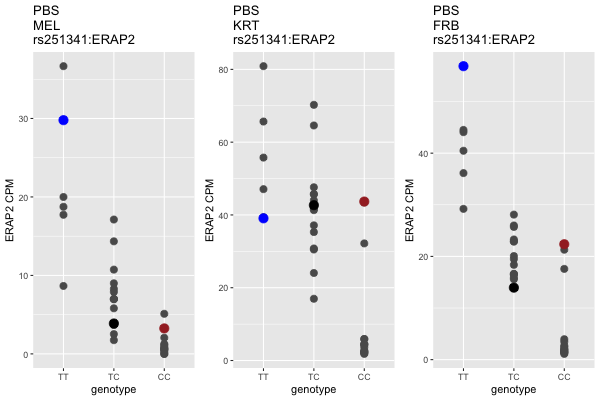 PBS
MEL
rs251341:ERAP2
ERAP2 CPM
30
20
10
0
TT
TC
CC
genotype
PBS
KRT
rs251341:ERAP2
ERAP2 CPM
80
60
40
20
0
TT
TC
CC
genotype
PBS
FRB
rs251341:ERAP2
ERAP2 CPM
40
20
0
TT
TC
CC
genotype